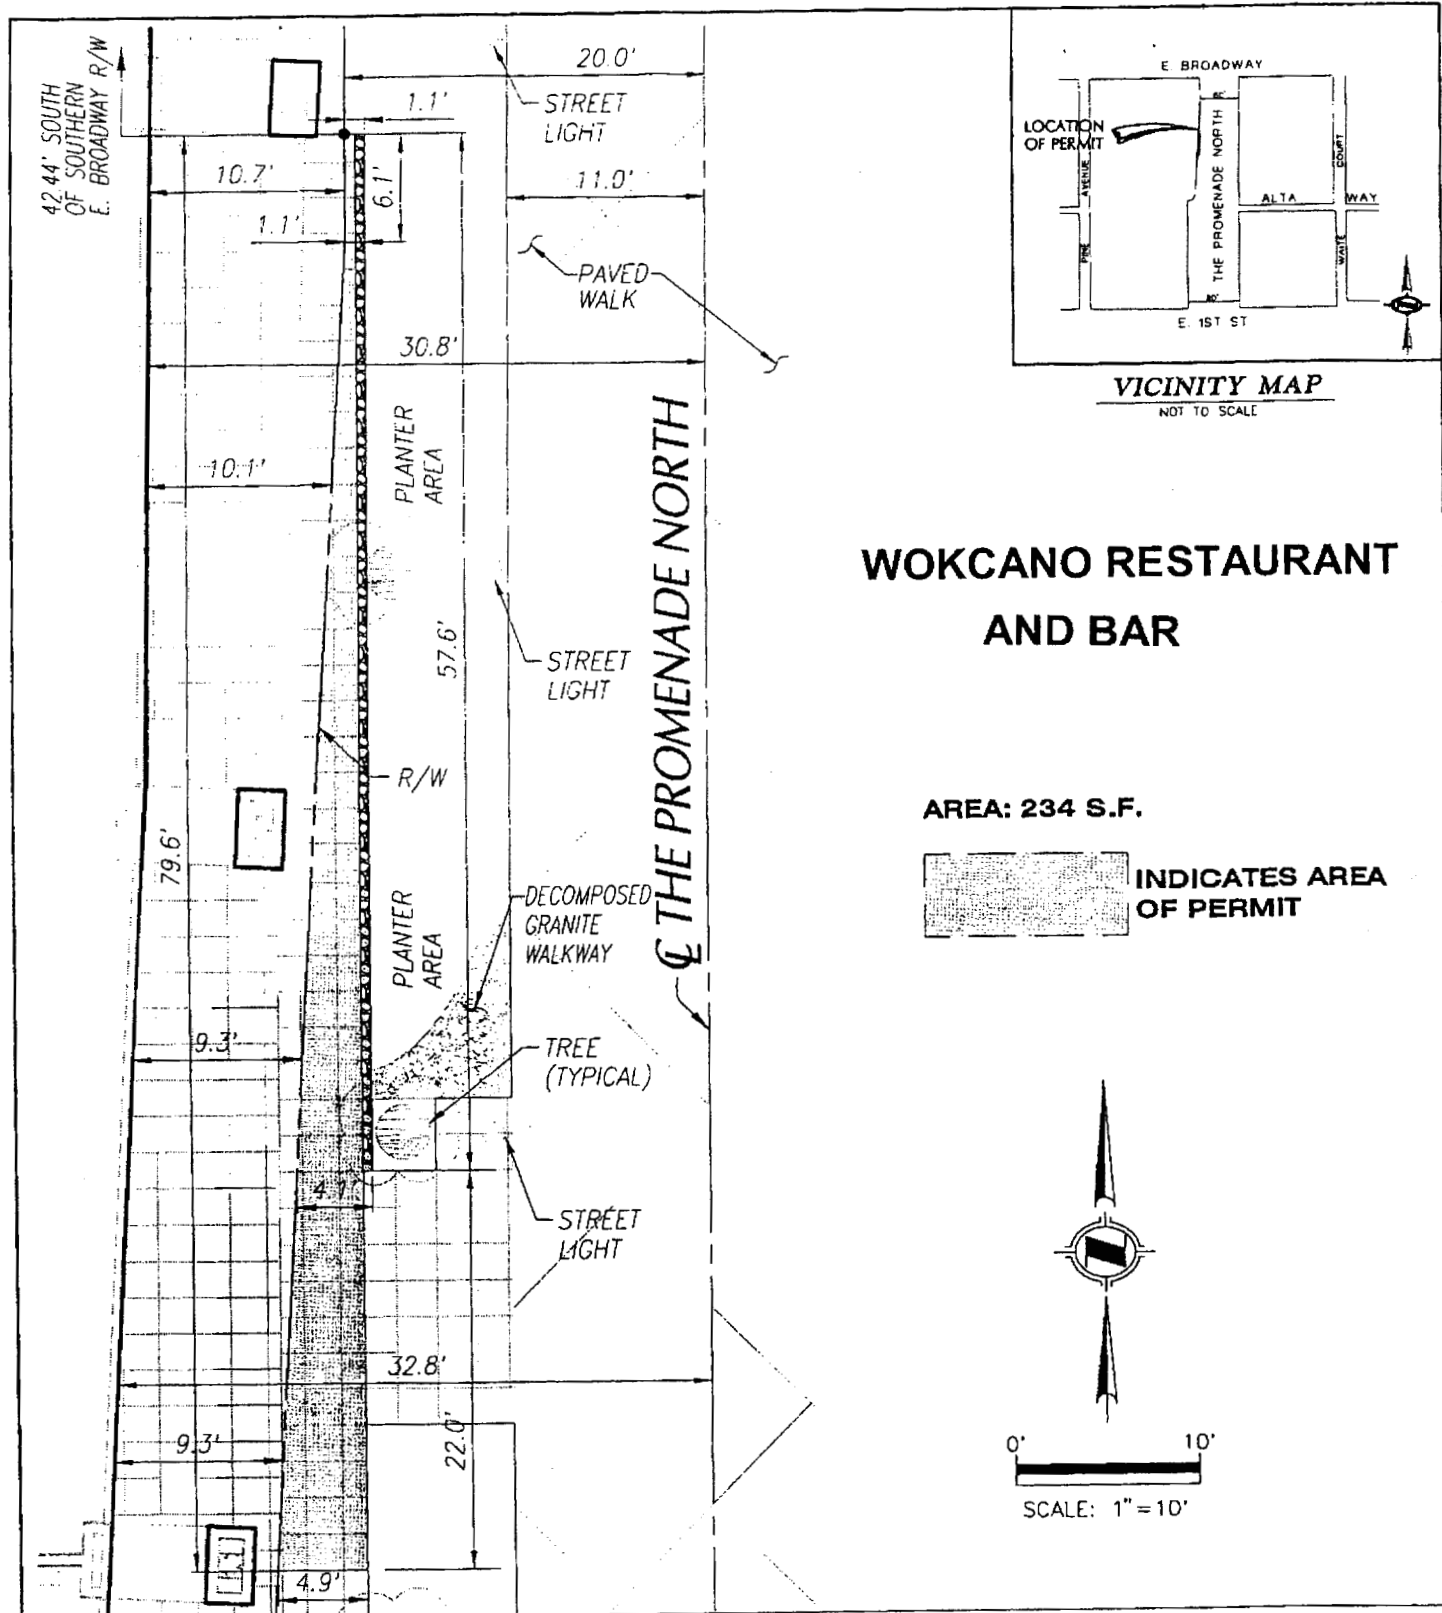 42.44' SOUTH
OF SOUTHERN
E. BROADWAY R/W
20.0'
1.1'
STREET
LIGHT
10.7'
6.1'
11.0'
1.1'
PAVED
WALK
30.8'
PLANTER
AREA
10.1'
57.6'
STREET
LIGHT
R/W
79.6'
DECOMPOSED
GRANITE
WALKWAY
PLANTER
AREA
℄ THE PROMENADE NORTH
9.3'
TREE
(TYPICAL)
4.1'
STREET
LIGHT
32.8'
9.3'
22.0'
4.9'
E BROADWAY
LOCATION
OF PERMIT
PINE AVENUE
THE PROMENADE NORTH
ALTA WAY
WAITE COURT
80'
E. 1ST ST
VICINITY MAP
NOT TO SCALE
WOKCANO RESTAURANT
AND BAR
AREA: 234 S.F.
INDICATES AREA
OF PERMIT
0' 10'
SCALE: 1"=10'